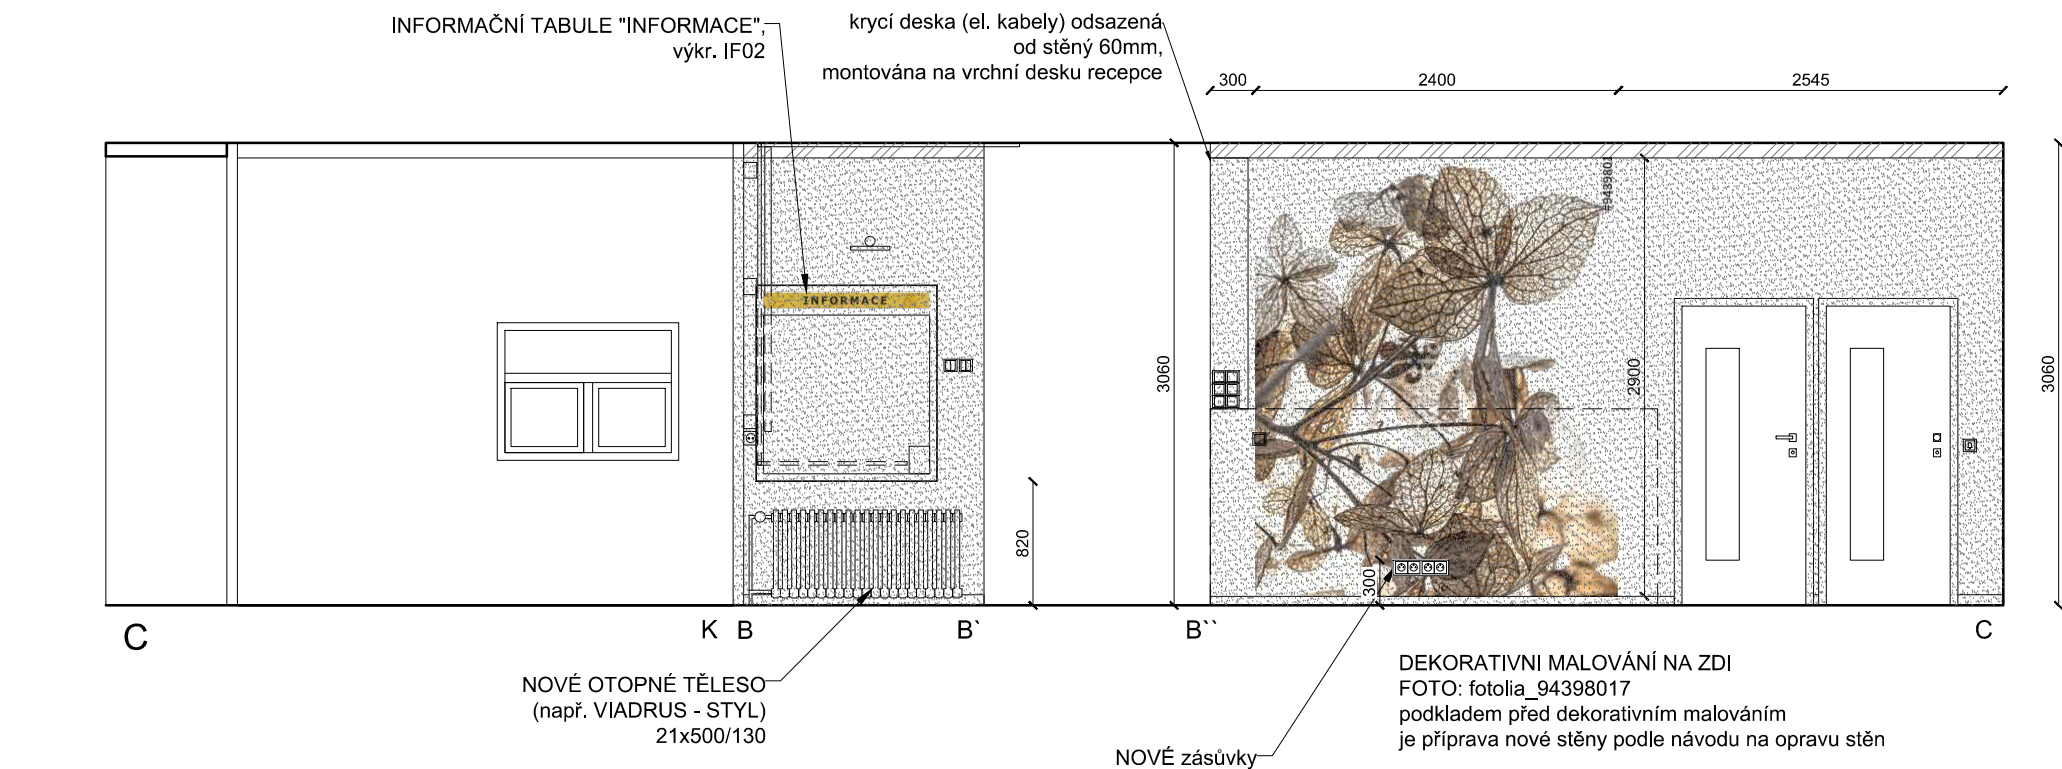 INFORMAČNÍ TABULE "INFORMACE",
výkr. IF02
krycí deska (el. kabely) odsazená
od stěný 60mm,
montována na vrchní desku recepce
300
2400
2545
#9439801
INFORMACE
3060
2900
3060
820
300
C
K
B
B`
B``
C
NOVÉ OTOPNÉ TĚLESO
(např. VIADRUS - STYL)
21x500/130
NOVÉ zásůvky
DEKORATIVNI MALOVÁNÍ NA ZDI
FOTO: fotolia_94398017
podkladem před dekorativním malováním
je příprava nové stěny podle návodu na opravu stěn